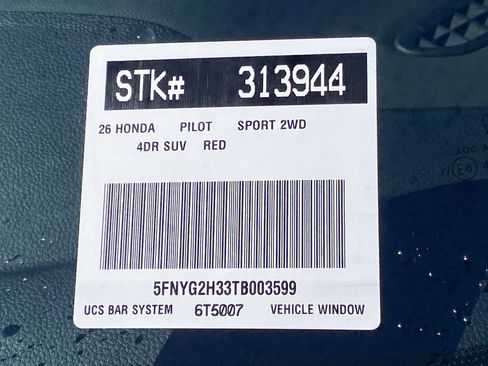 STK# 313944
26 HONDA PILOT SPORT 2WD
4DR SUV RED
5FNYG2H33TB003599
UCS BAR SYSTEM 6T5007 VEHICLE WINDOW